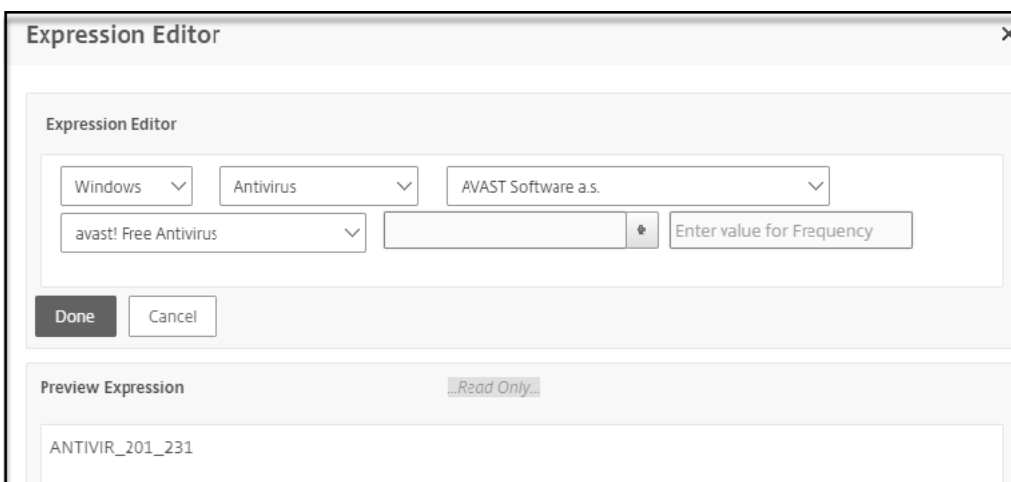 Expression Editor
Expression Editor
Windows Antivirus AVAST Software a.s.
avast! Free Antivirus Enter value for Frequency
Done Cancel
Preview Expression ...Read Only...
ANTIVIR_201_231